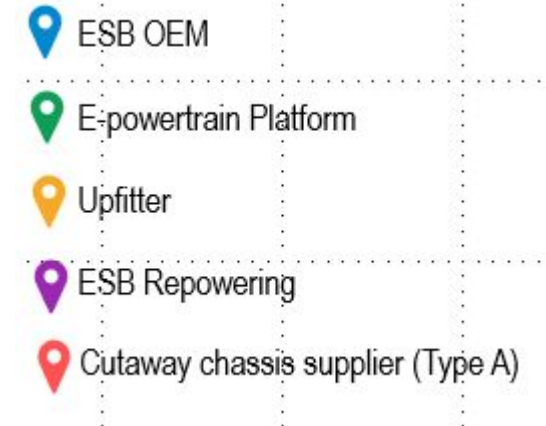 ESB OEM
E-powertrain Platform
Upfitter
ESB Repowering
Cutaway chassis supplier (Type A)